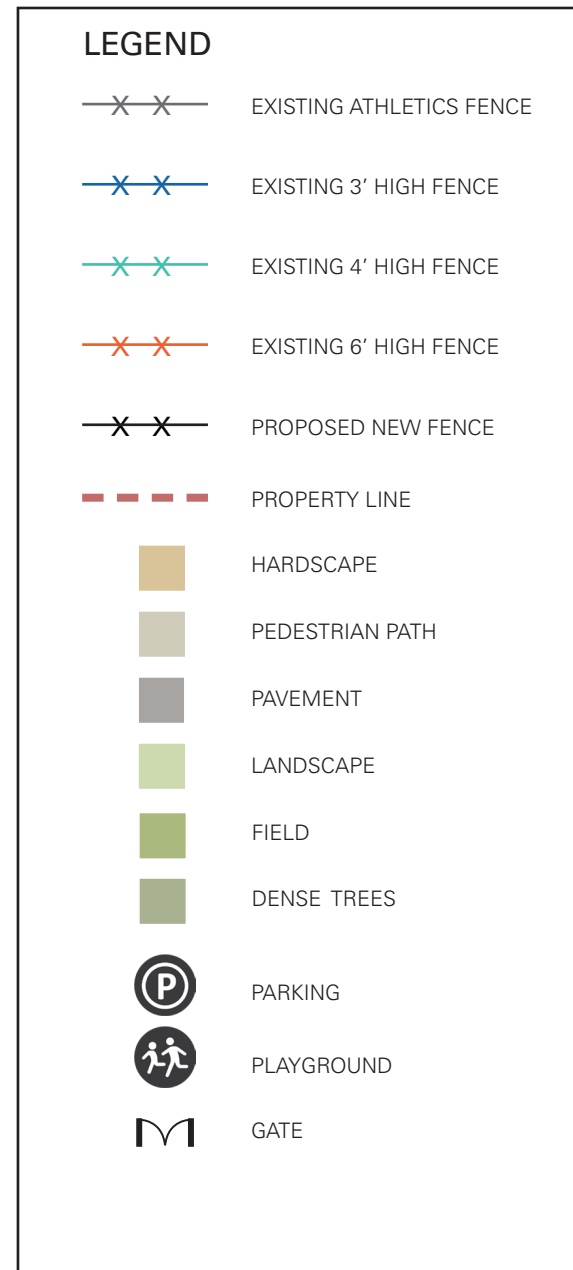 LEGEND
EXISTING ATHLETICS FENCE
EXISTING 3’ HIGH FENCE
EXISTING 4’ HIGH FENCE
EXISTING 6’ HIGH FENCE
PROPOSED NEW FENCE
PROPERTY LINE
HARDSCAPE
PEDESTRIAN PATH
PAVEMENT
LANDSCAPE
FIELD
DENSE TREES
P
PARKING
PLAYGROUND
GATE